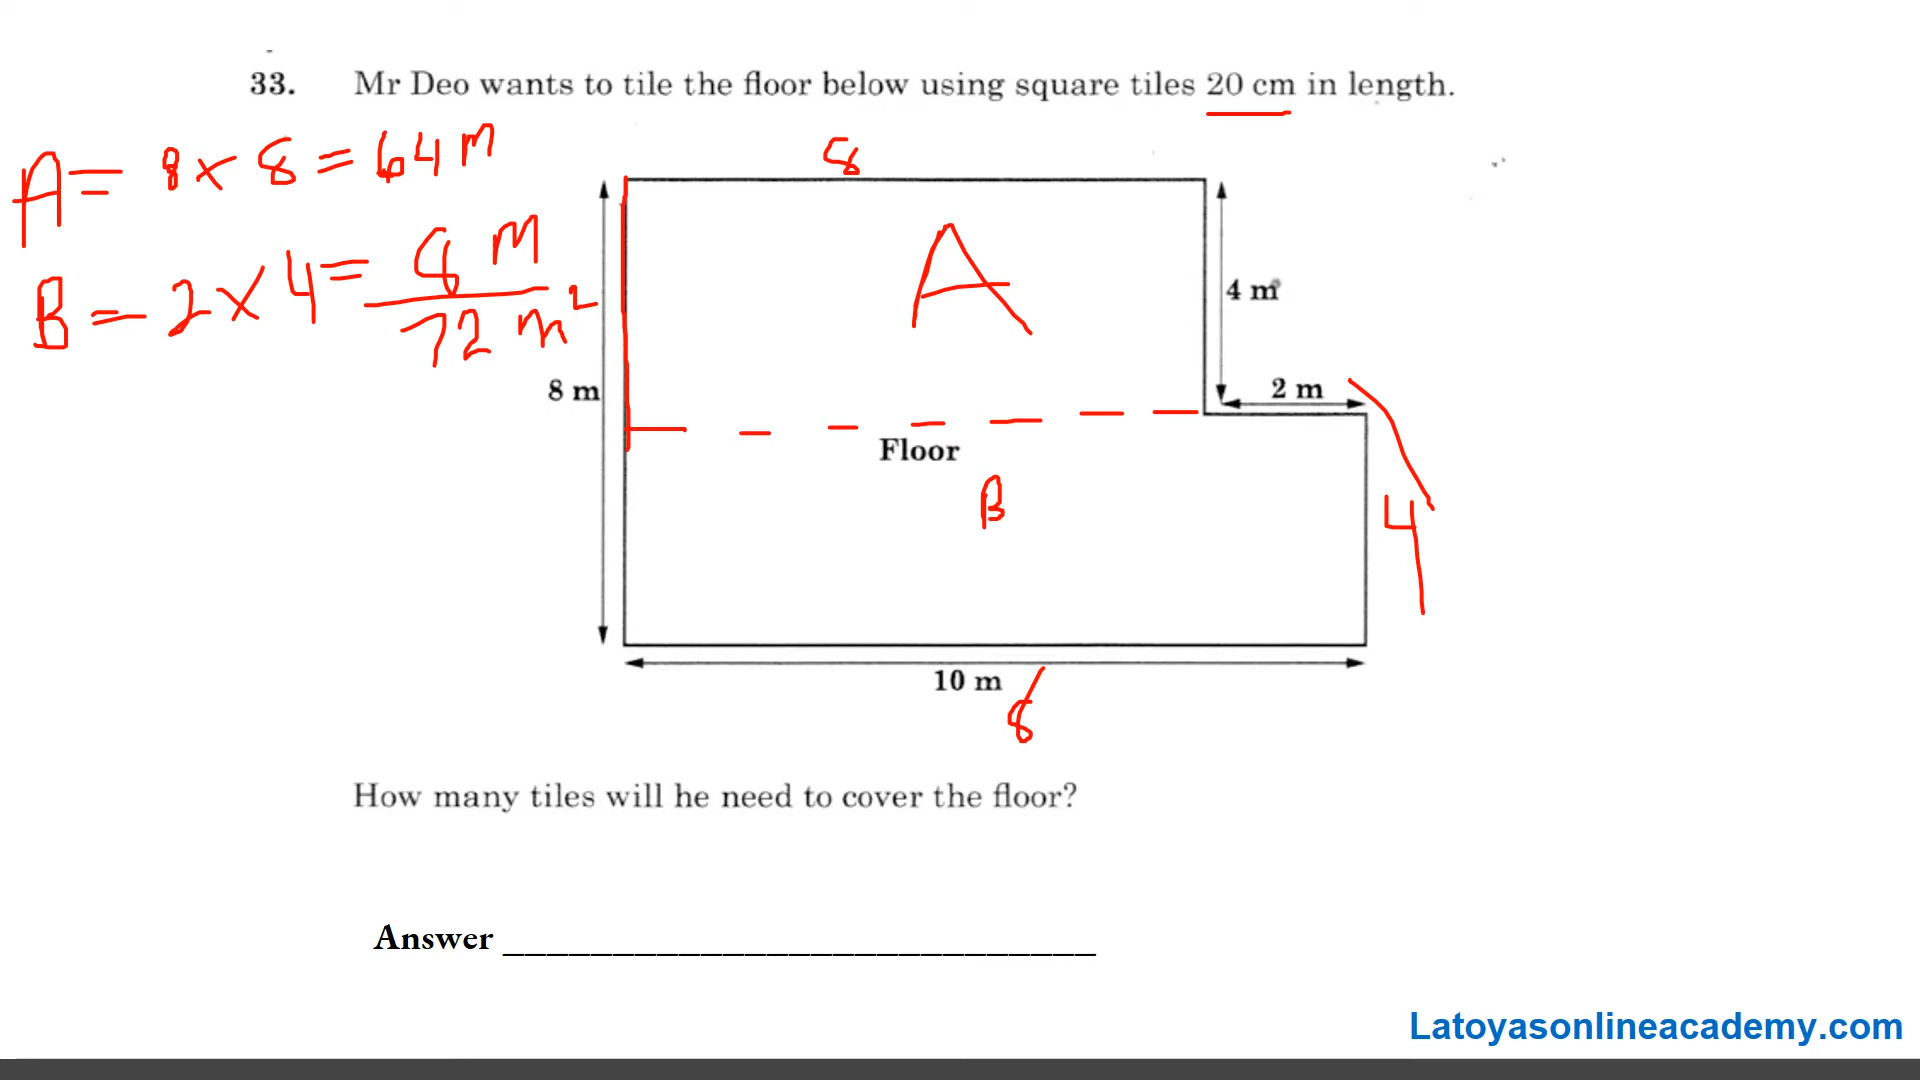 33. Mr Deo wants to tile the floor below using square tiles 20 cm in length.
A = 8 x 8 = 64 m
B = 2 x 4 = 8 m
72 m²
8
A
4 m
8 m
2 m
Floor
B
4
10 m
8
How many tiles will he need to cover the floor?
Answer ___________________________
Latoyasonlineacademy.com